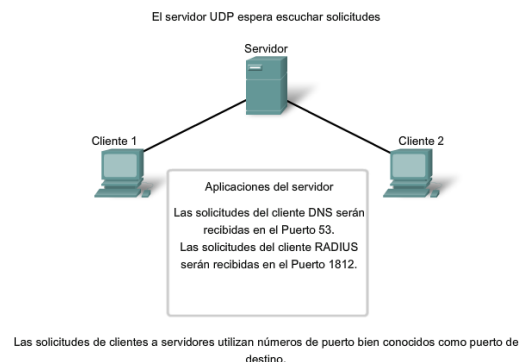 El servidor UDP espera escuchar solicitudes
Servidor
Cliente 1
Cliente 2
Aplicaciones del servidor
Las solicitudes del cliente DNS serán
recibidas en el Puerto 53.
Las solicitudes del cliente RADIUS
serán recibidas en el Puerto 1812.
Las solicitudes de clientes a servidores utilizan números de puerto bien conocidos como puerto de
destino.